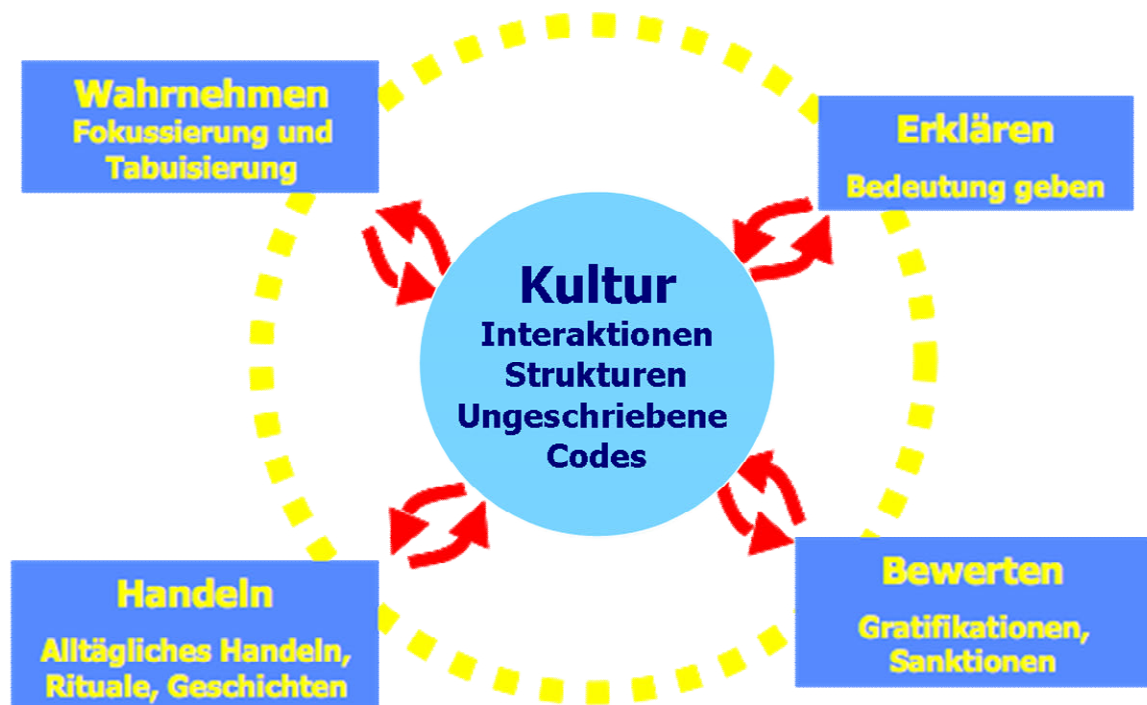 Wahrnehmen
Fokussierung und
Tabuisierung
Erklären
Bedeutung geben
Kultur
Interaktionen
Strukturen
Ungeschriebene
Codes
Handeln
Alltägliches Handeln,
Rituale, Geschichten
Bewerten
Gratifikationen,
Sanktionen